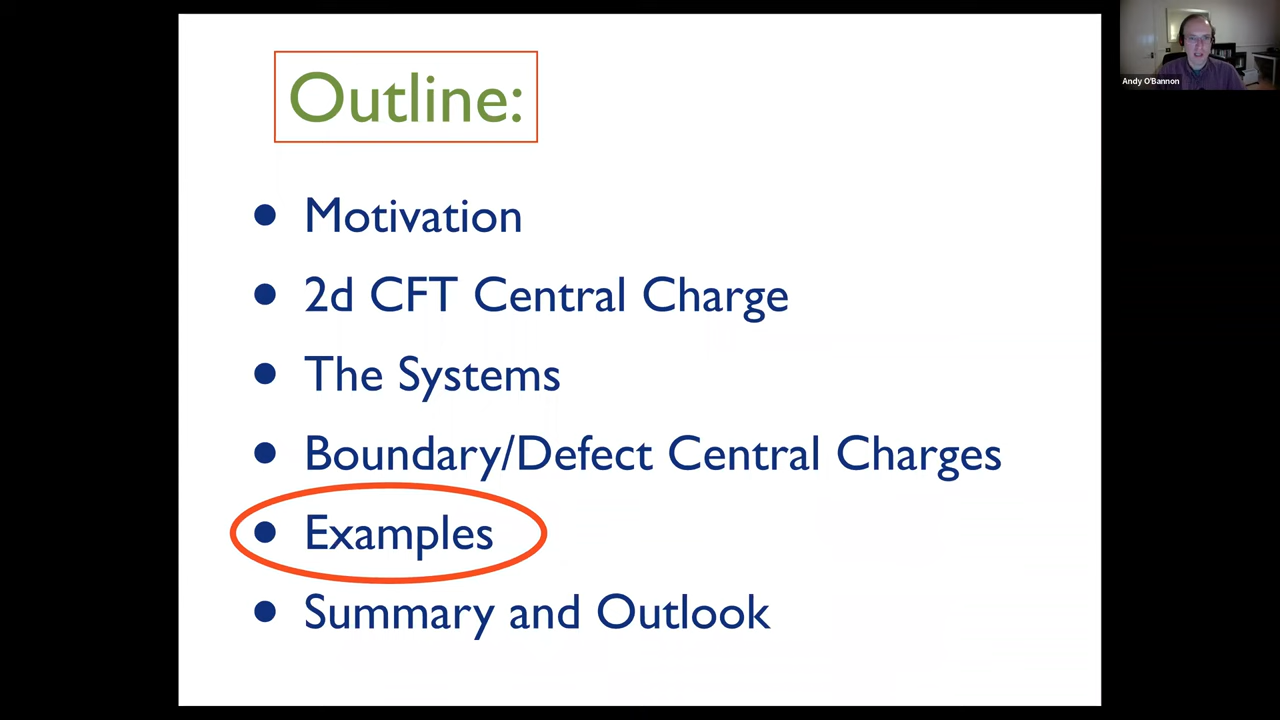 Outline:
• Motivation
• 2d CFT Central Charge
• The Systems
• Boundary/Defect Central Charges
• Examples
• Summary and Outlook
Andy O'Bannon